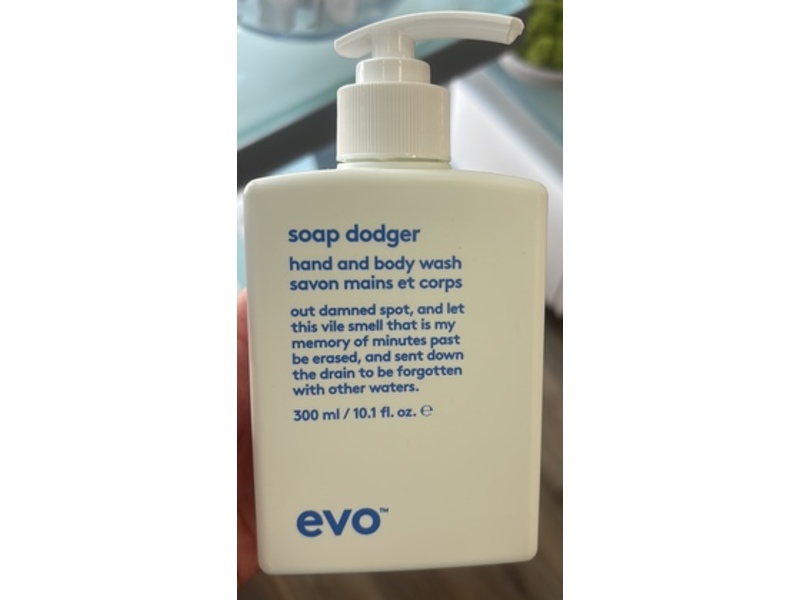 soap dodger
hand and body wash
savon mains et corps
out damned spot, and let
this vile smell that is my
memory of minutes past
be erased, and sent down
the drain to be forgotten
with other waters.
300 ml / 10.1 fl. oz. ℮
evo™